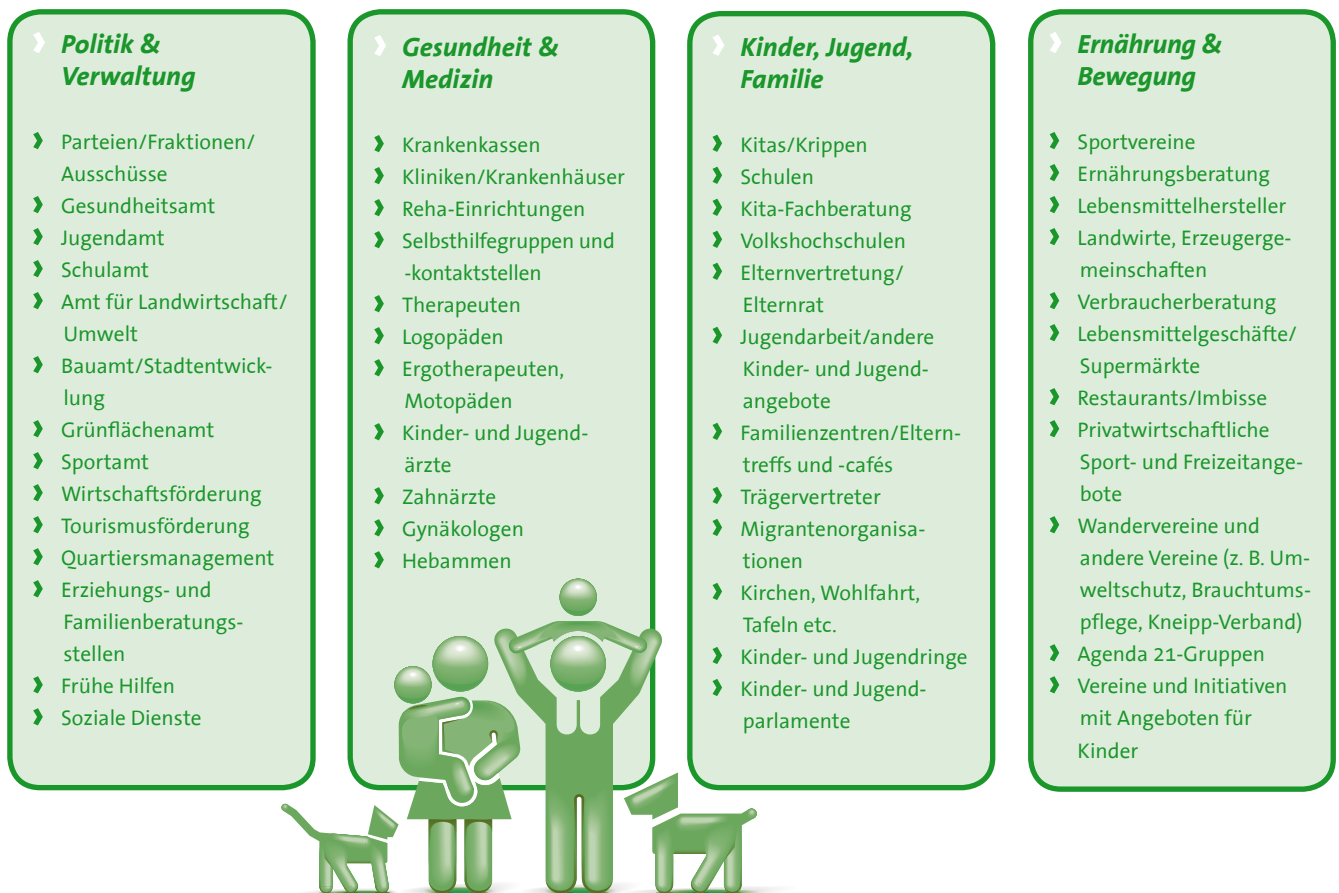 Politik &
Verwaltung
Parteien/Fraktionen/
Ausschüsse
Gesundheitsamt
Jugendamt
Schulamt
Amt für Landwirtschaft/
Umwelt
Bauamt/Stadtentwick-
lung
Grünflächenamt
Sportamt
Wirtschaftsförderung
Tourismusförderung
Quartiersmanagement
Erziehungs- und
Familienberatungs-
stellen
Frühe Hilfen
Soziale Dienste
Gesundheit &
Medizin
Krankenkassen
Kliniken/Krankenhäuser
Reha-Einrichtungen
Selbsthilfegruppen und
-kontaktstellen
Therapeuten
Logopäden
Ergotherapeuten,
Motopäden
Kinder- und Jugend-
ärzte
Zahnärzte
Gynäkologen
Hebammen
Kinder, Jugend,
Familie
Kitas/Krippen
Schulen
Kita-Fachberatung
Volkshochschulen
Elternvertretung/
Elternrat
Jugendarbeit/andere
Kinder- und Jugend-
angebote
Familienzentren/Eltern-
treffs und -cafés
Trägervertreter
Migrantenorganisa-
tionen
Kirchen, Wohlfahrt,
Tafeln etc.
Kinder- und Jugendringe
Kinder- und Jugend-
parlamente
Ernährung &
Bewegung
Sportvereine
Ernährungsberatung
Lebensmittelhersteller
Landwirte, Erzeugerge-
meinschaften
Verbraucherberatung
Lebensmittelgeschäfte/
Supermärkte
Restaurants/Imbisse
Privatwirtschaftliche
Sport- und Freizeitange-
bote
Wandervereine und
andere Vereine (z. B. Um-
weltschutz, Brauchtums-
pflege, Kneipp-Verband)
Agenda 21-Gruppen
Vereine und Initiativen
mit Angeboten für
Kinder